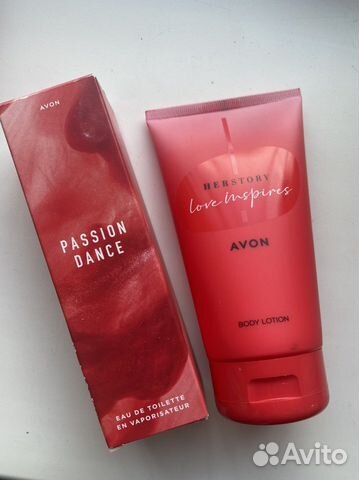 AVON
PASSION
DANCE
EAU DE TOILETTE
EN VAPORISATEUR
HERSTORY
Love Inspires
AVON
BODY LOTION
Avito